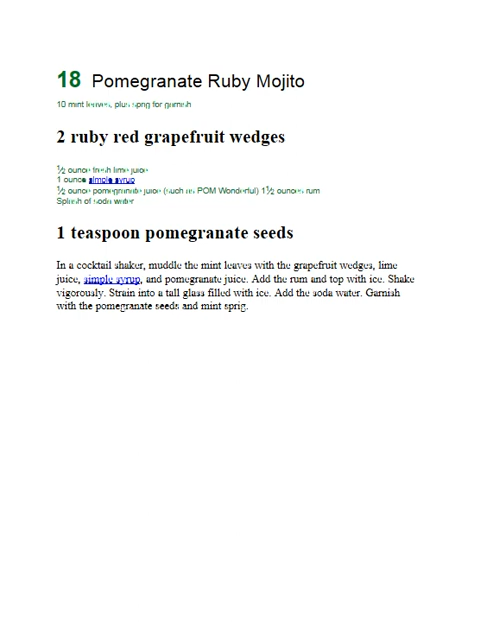 18 Pomegranate Ruby Mojito
10 mint leaves, plus sprig for garnish
2 ruby red grapefruit wedges
½ ounce fresh lime juice
1 ounce simple syrup
½ ounce pomegranate juice (such as POM Wonderful) 1½ ounces rum
Splash of soda water
1 teaspoon pomegranate seeds
In a cocktail shaker, muddle the mint leaves with the grapefruit wedges, lime
juice, simple syrup, and pomegranate juice. Add the rum and top with ice. Shake
vigorously. Strain into a tall glass filled with ice. Add the soda water. Garnish
with the pomegranate seeds and mint sprig.